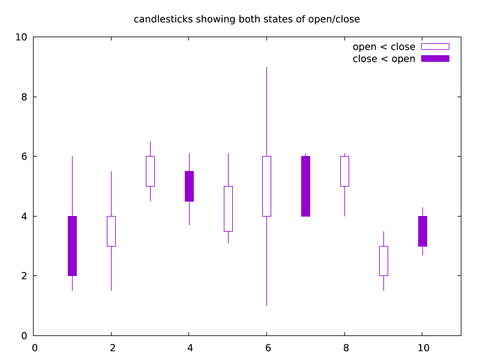 candlesticks showing both states of open/close
10
open < close
close < open
8
6
4
2
0
0 2 4 6 8 10